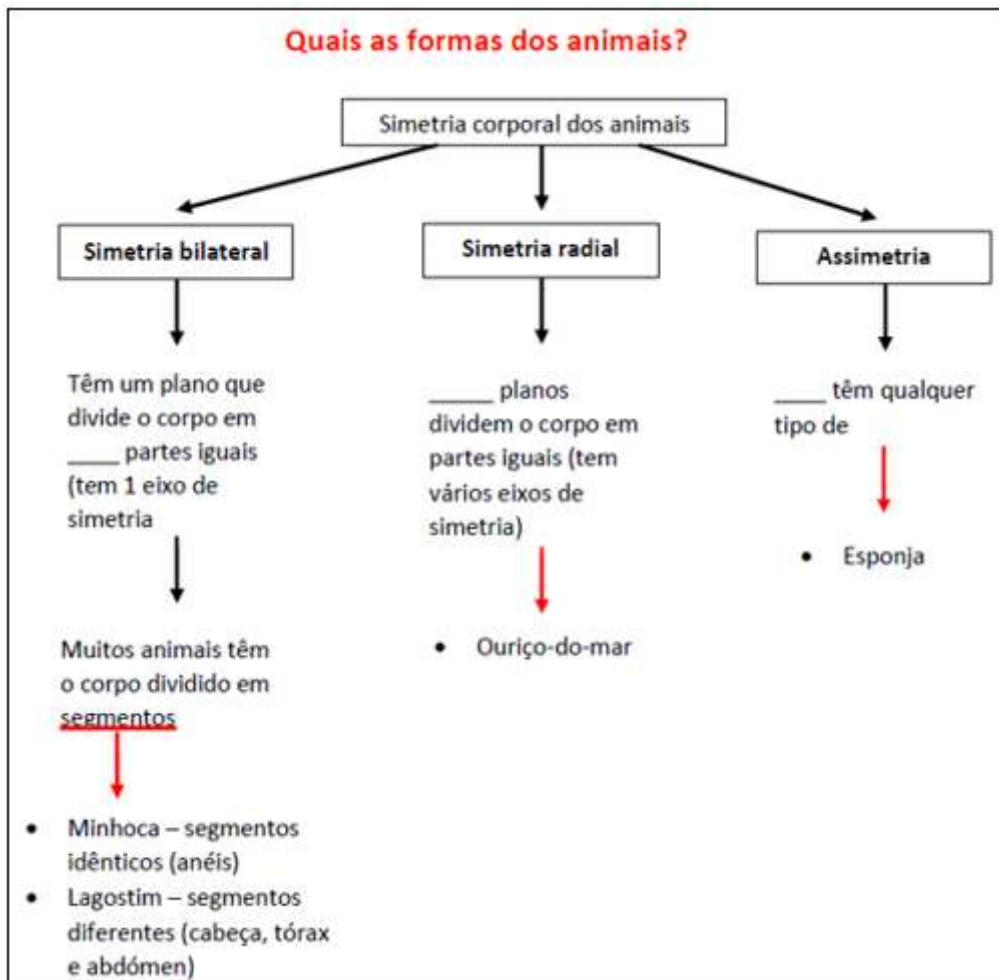 Quais as formas dos animais?
Simetria corporal dos animais
Simetria bilateral
Simetria radial
Assimetria
Têm um plano que
divide o corpo em
____ partes iguais
(tem 1 eixo de
simetria
Muitos animais têm
o corpo dividido em
segmentos
• Minhoca – segmentos
idênticos (anéis)
• Lagostim – segmentos
diferentes (cabeça, tórax
e abdómen)
_____ planos
dividem o corpo em
partes iguais (tem
vários eixos de
simetria)
• Ouriço-do-mar
____ têm qualquer
tipo de
• Esponja